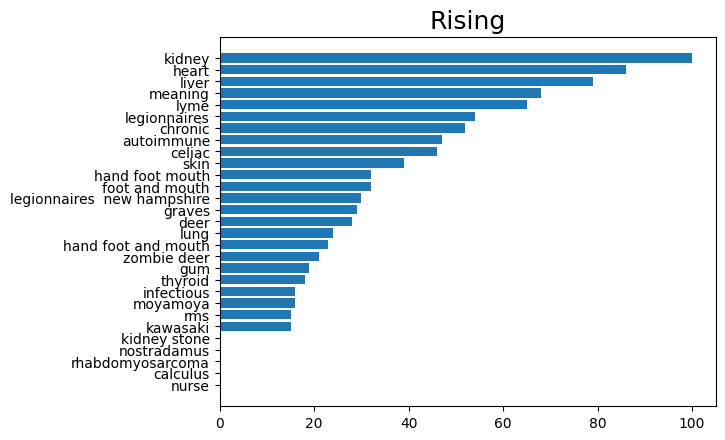 Rising
kidney
heart
liver
meaning
lyme
legionnaires
chronic
autoimmune
celiac
skin
hand foot mouth
foot and mouth
legionnaires  new hampshire
graves
deer
lung
hand foot and mouth
zombie deer
gum
thyroid
infectious
moyamoya
rms
kawasaki
kidney stone
nostradamus
rhabdomyosarcoma
calculus
nurse
0 20 40 60 80 100